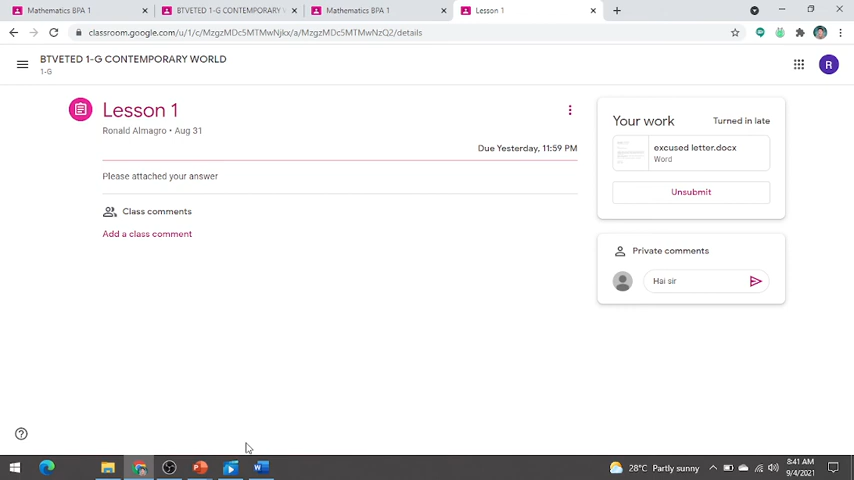 Mathematics BPA 1
BTVETED 1-G CONTEMPORARY W
Mathematics BPA 1
Lesson 1
classroom.google.com/u/1/c/MzgzMDc5MTMwNjkx/a/MzgzMDc5MTMwNzQ2/details
BTVETED 1-G CONTEMPORARY WORLD
1-G
R
Lesson 1
Ronald Almagro • Aug 31
Due Yesterday, 11:59 PM
Please attached your answer
Class comments
Add a class comment
Your work
Turned in late
excused letter.docx
Word
Unsubmit
Private comments
Hai sir
28°C Partly sunny
8:41 AM
9/4/2021